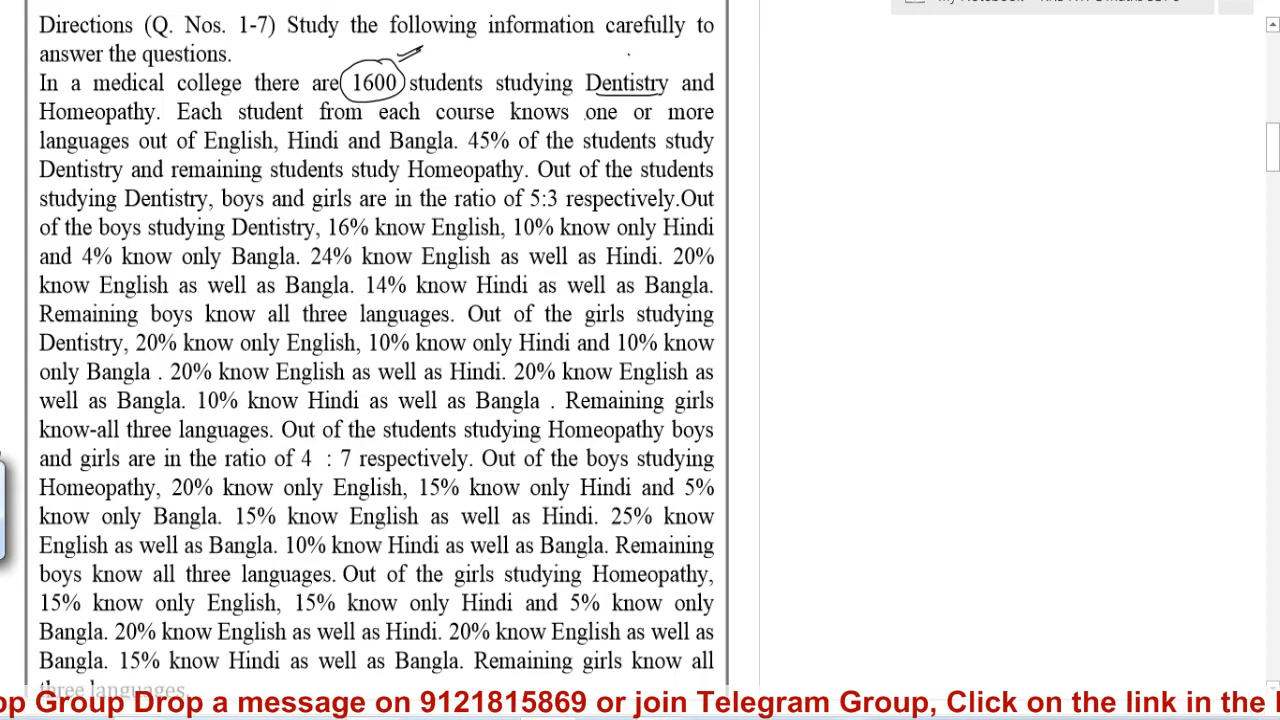 Directions (Q. Nos. 1-7) Study the following information carefully to
answer the questions.
In a medical college there are 1600 students studying Dentistry and
Homeopathy. Each student from each course knows one or more
languages out of English, Hindi and Bangla. 45% of the students study
Dentistry and remaining students study Homeopathy. Out of the students
studying Dentistry, boys and girls are in the ratio of 5:3 respectively.Out
of the boys studying Dentistry, 16% know English, 10% know only Hindi
and 4% know only Bangla. 24% know English as well as Hindi. 20%
know English as well as Bangla. 14% know Hindi as well as Bangla.
Remaining boys know all three languages. Out of the girls studying
Dentistry, 20% know only English, 10% know only Hindi and 10% know
only Bangla . 20% know English as well as Hindi. 20% know English as
well as Bangla. 10% know Hindi as well as Bangla . Remaining girls
know-all three languages. Out of the students studying Homeopathy boys
and girls are in the ratio of 4 : 7 respectively. Out of the boys studying
Homeopathy, 20% know only English, 15% know only Hindi and 5%
know only Bangla. 15% know English as well as Hindi. 25% know
English as well as Bangla. 10% know Hindi as well as Bangla. Remaining
boys know all three languages. Out of the girls studying Homeopathy,
15% know only English, 15% know only Hindi and 5% know only
Bangla. 20% know English as well as Hindi. 20% know English as well as
Bangla. 15% know Hindi as well as Bangla. Remaining girls know all
three languages.
op Group Drop a message on 9121815869 or join Telegram Group, Click on the link in the